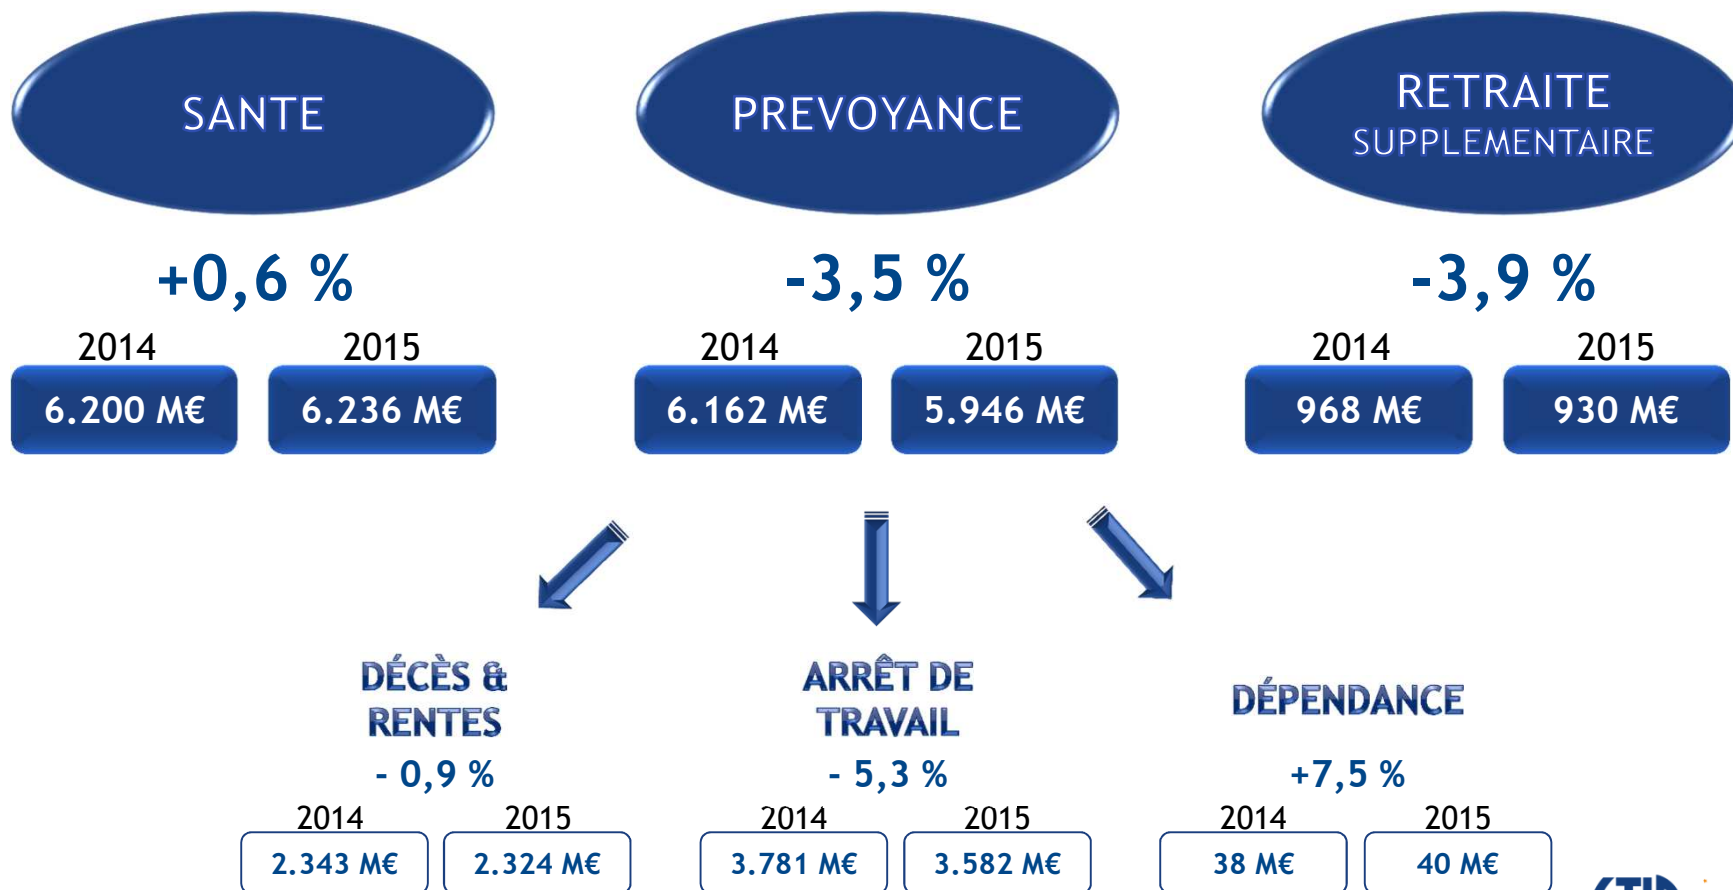 SANTE
PREVOYANCE
RETRAITE
SUPPLEMENTAIRE
+0,6 %
-3,5 %
-3,9 %
2014 2015
2014 2015
2014 2015
6.200 M€ 6.236 M€
6.162 M€ 5.946 M€
968 M€ 930 M€
DÉCÈS &
RENTES
- 0,9 %
2014 2015
2.343 M€ 2.324 M€
ARRÊT DE
TRAVAIL
- 5,3 %
2014 2015
3.781 M€ 3.582 M€
DÉPENDANCE
+7,5 %
2014 2015
38 M€ 40 M€